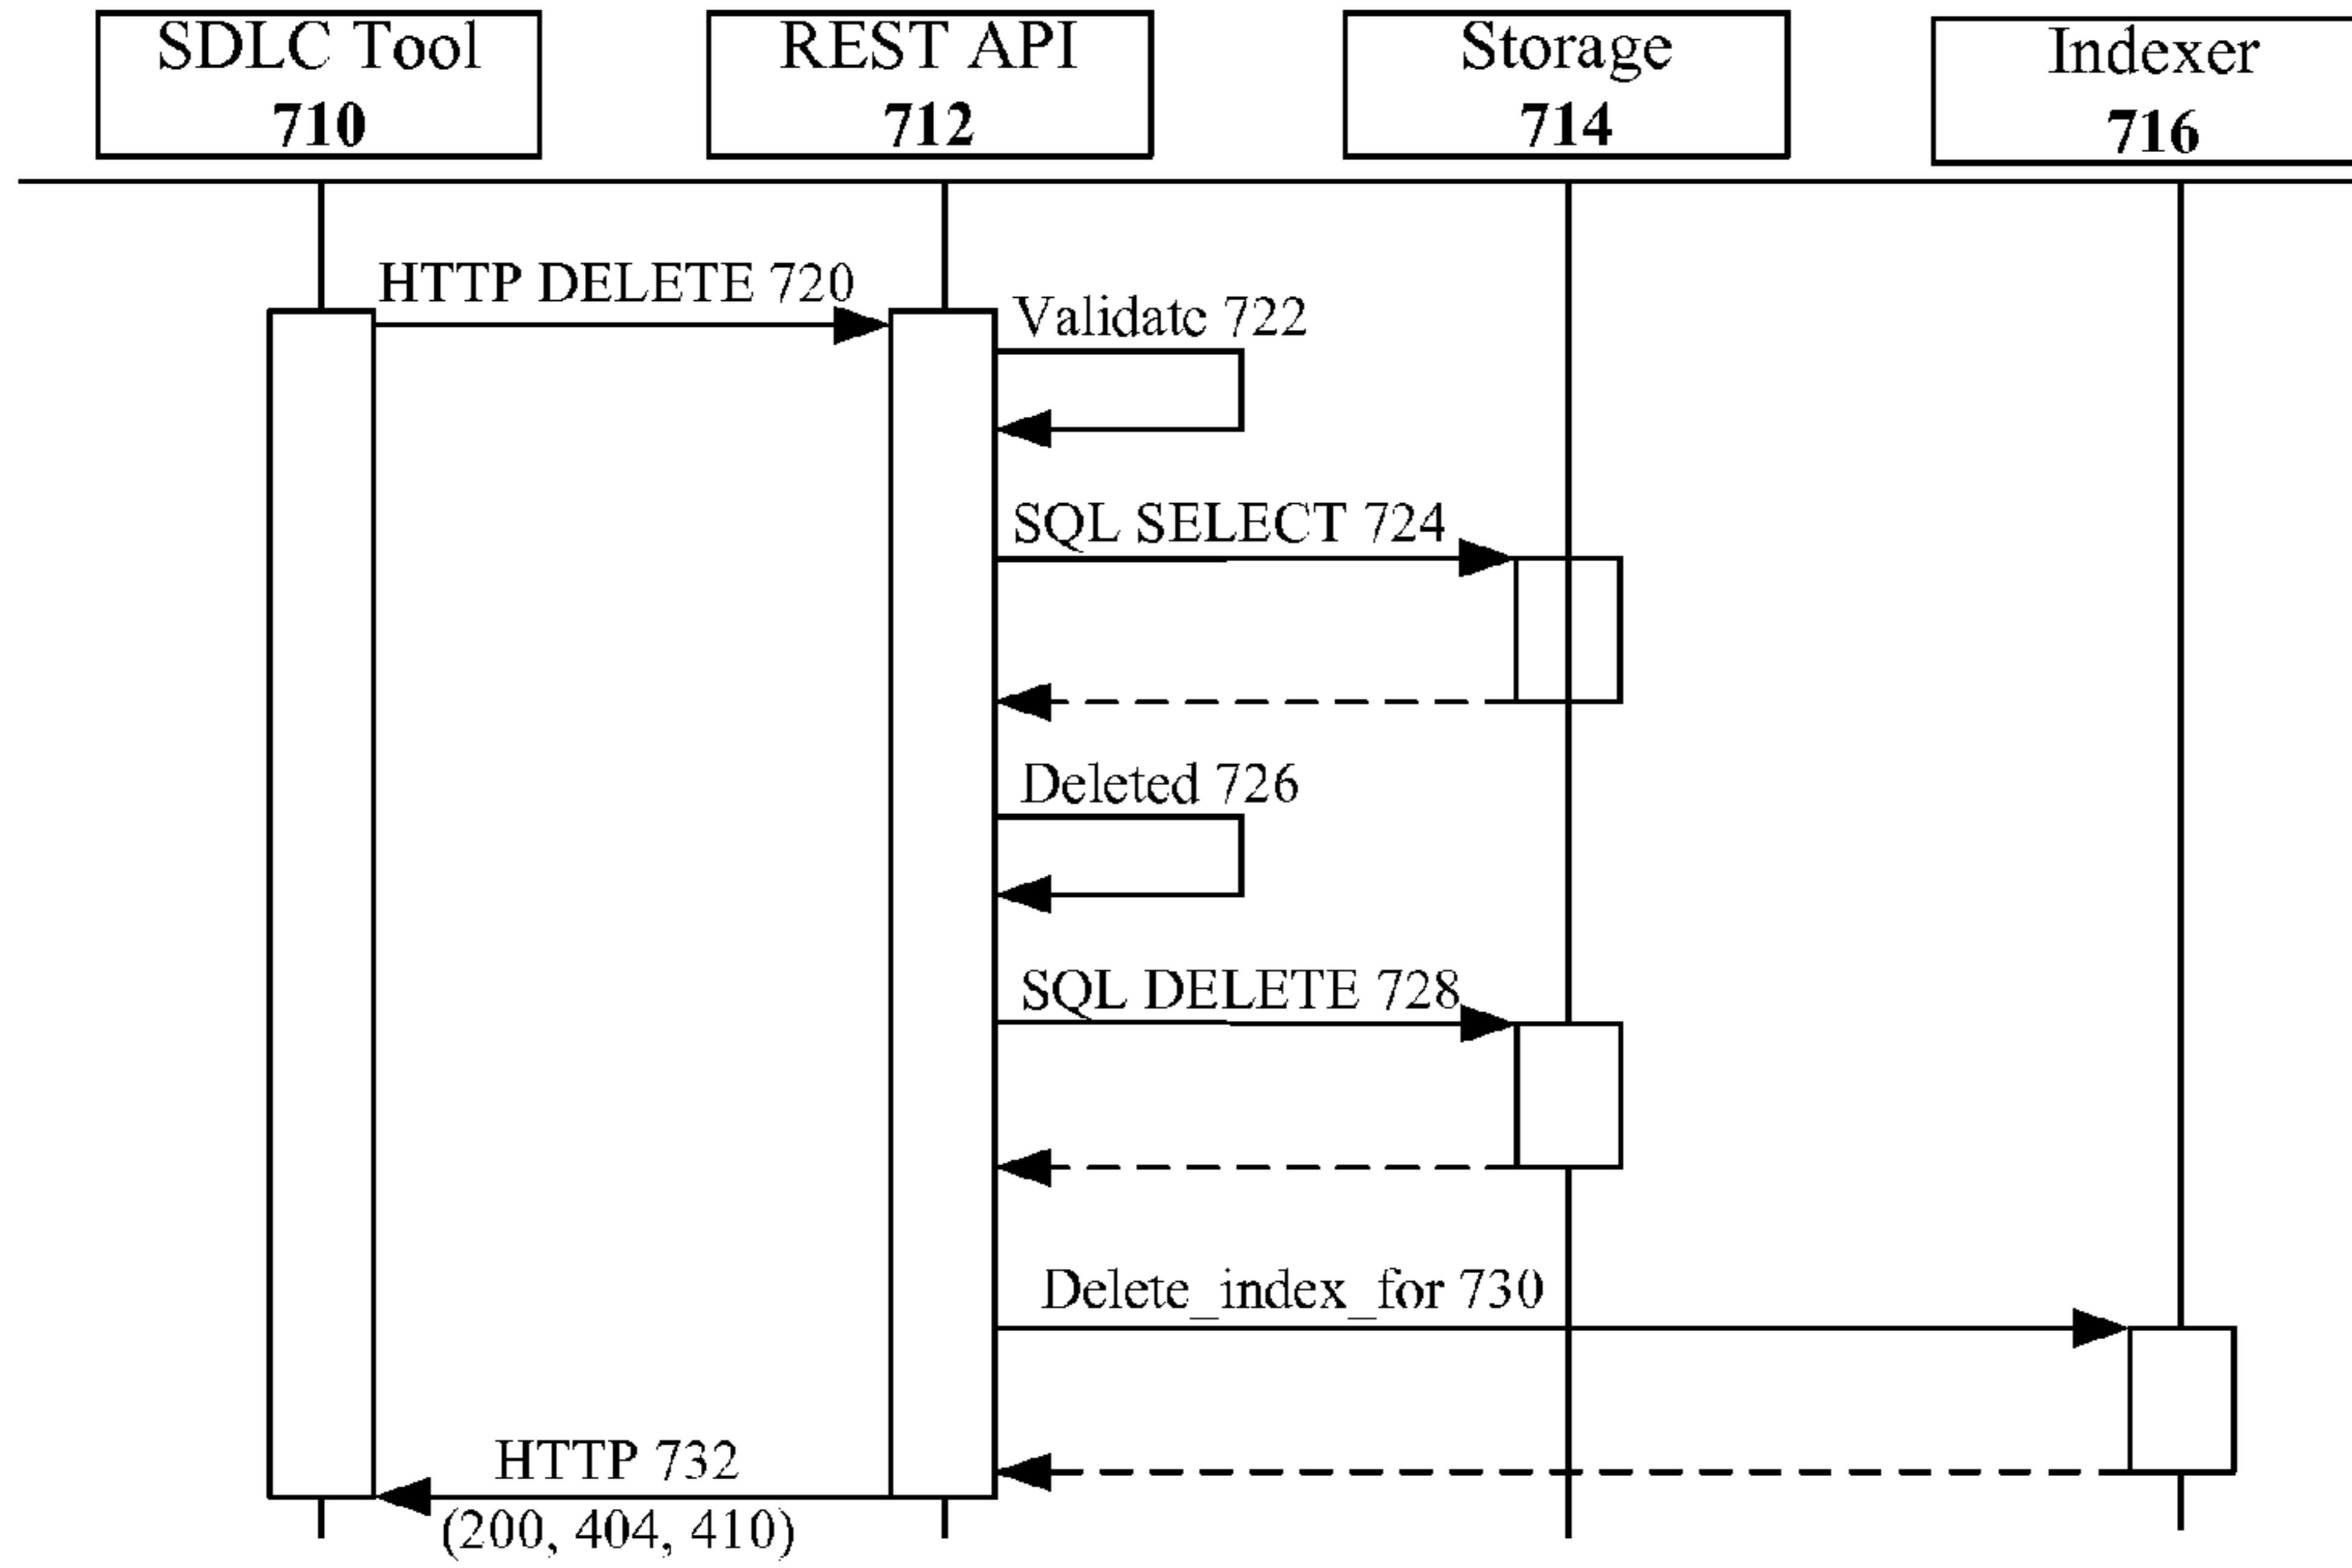 SDLC Tool
710
REST API
712
Storage
714
Indexer
716
HTTP DELETE 720
Validate 722
SQL SELECT 724
Deleted 726
SQL DELETE 728
Delete_index_for 730
HTTP 732
(200, 404, 410)